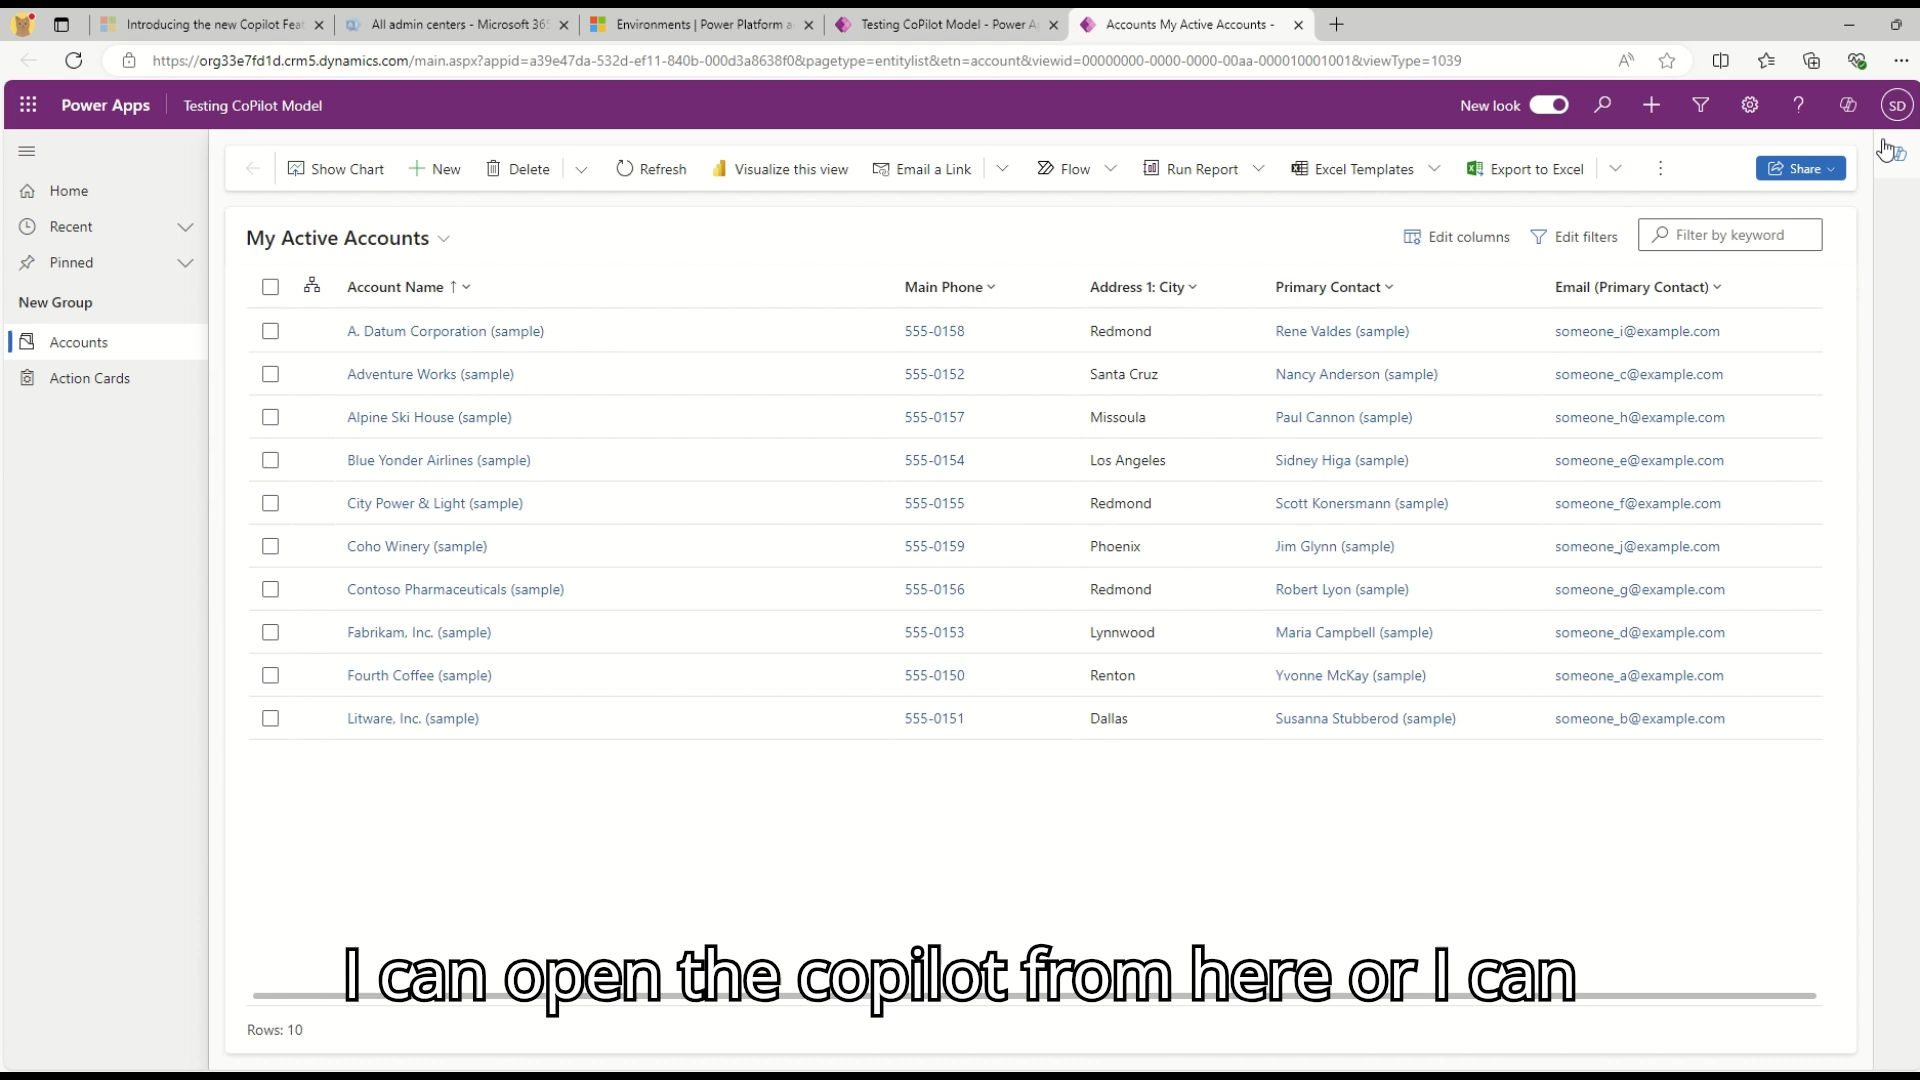 Introducing the new Copilot Feat
All admin centers - Microsoft 36
Environments | Power Platform a
Testing CoPilot Model - Power A
Accounts My Active Accounts -
https://org33e7fd1d.crm5.dynamics.com/main.aspx?appid=a39e47da-532d-ef11-840b-000d3a8638f0&pagetype=entitylist&etn=account&viewid=00000000-0000-0000-00aa-000010001001&viewType=1039
Power Apps
Testing CoPilot Model
New look
SD
Show Chart
New
Delete
Refresh
Visualize this view
Email a Link
Flow
Run Report
Excel Templates
Export to Excel
Share
Home
Recent
Pinned
New Group
Accounts
Action Cards
My Active Accounts
Edit columns
Edit filters
Filter by keyword
Account Name Main Phone Address 1: City Primary Contact Email (Primary Contact)
A. Datum Corporation (sample) 555-0158 Redmond Rene Valdes (sample) someone_i@example.com
Adventure Works (sample) 555-0152 Santa Cruz Nancy Anderson (sample) someone_c@example.com
Alpine Ski House (sample) 555-0157 Missoula Paul Cannon (sample) someone_h@example.com
Blue Yonder Airlines (sample) 555-0154 Los Angeles Sidney Higa (sample) someone_e@example.com
City Power & Light (sample) 555-0155 Redmond Scott Konersmann (sample) someone_f@example.com
Coho Winery (sample) 555-0159 Phoenix Jim Glynn (sample) someone_j@example.com
Contoso Pharmaceuticals (sample) 555-0156 Redmond Robert Lyon (sample) someone_g@example.com
Fabrikam, Inc. (sample) 555-0153 Lynnwood Maria Campbell (sample) someone_d@example.com
Fourth Coffee (sample) 555-0150 Renton Yvonne McKay (sample) someone_a@example.com
Litware, Inc. (sample) 555-0151 Dallas Susanna Stubberod (sample) someone_b@example.com
I can open the copilot from here or I can
Rows: 10